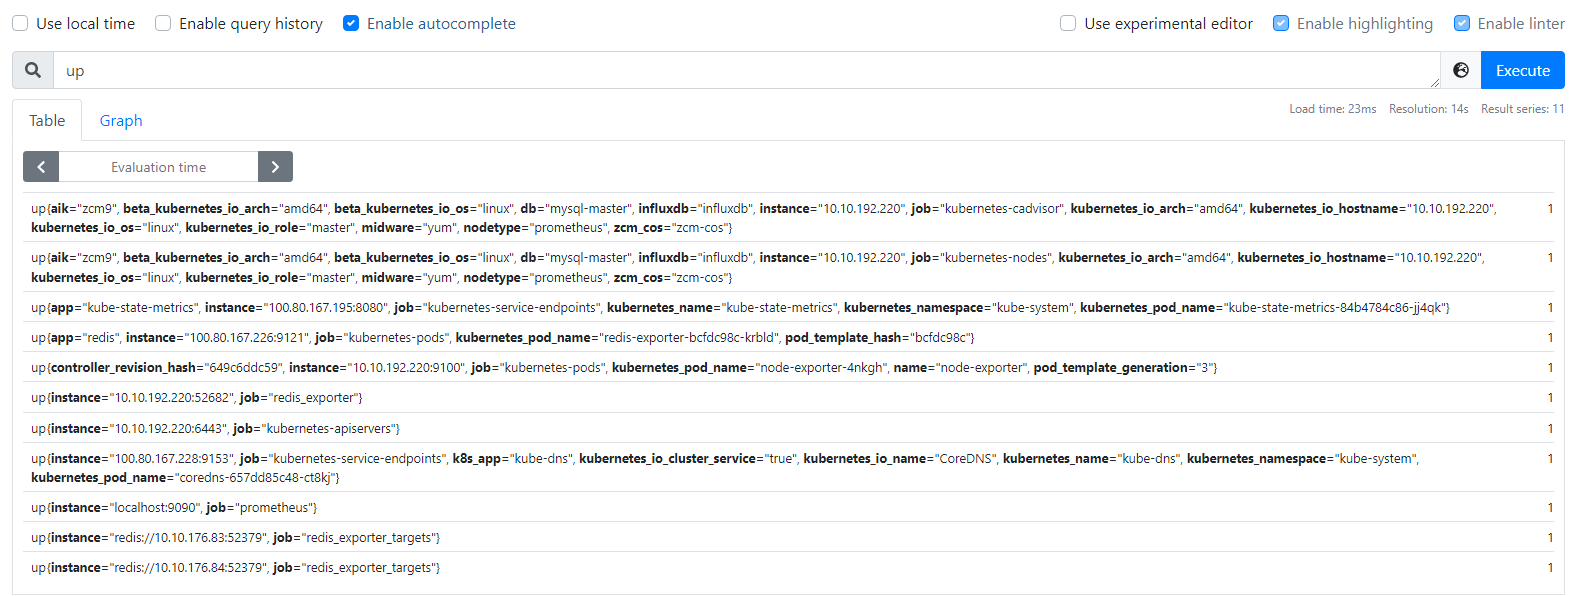 Use local time Enable query history Enable autocomplete Use experimental editor Enable highlighting Enable linter
up Execute
Load time: 23ms Resolution: 14s Result series: 11
Table Graph
Evaluation time
up{aik="zcm9", beta_kubernetes_io_arch="amd64", beta_kubernetes_io_os="linux", db="mysql-master", influxdb="influxdb", instance="10.10.192.220", job="kubernetes-cadvisor", kubernetes_io_arch="amd64", kubernetes_io_hostname="10.10.192.220", 1
kubernetes_io_os="linux", kubernetes_io_role="master", midware="yum", nodetype="prometheus", zcm_cos="zcm-cos"}
up{aik="zcm9", beta_kubernetes_io_arch="amd64", beta_kubernetes_io_os="linux", db="mysql-master", influxdb="influxdb", instance="10.10.192.220", job="kubernetes-nodes", kubernetes_io_arch="amd64", kubernetes_io_hostname="10.10.192.220", 1
kubernetes_io_os="linux", kubernetes_io_role="master", midware="yum", nodetype="prometheus", zcm_cos="zcm-cos"}
up{app="kube-state-metrics", instance="100.80.167.195:8080", job="kubernetes-service-endpoints", kubernetes_name="kube-state-metrics", kubernetes_namespace="kube-system", kubernetes_pod_name="kube-state-metrics-84b4784c86-jj4qk"} 1
up{app="redis", instance="100.80.167.226:9121", job="kubernetes-pods", kubernetes_pod_name="redis-exporter-bcfdc98c-krbld", pod_template_hash="bcfdc98c"} 1
up{controller_revision_hash="649c6ddc59", instance="10.10.192.220:9100", job="kubernetes-pods", kubernetes_pod_name="node-exporter-4nkgh", name="node-exporter", pod_template_generation="3"} 1
up{instance="10.10.192.220:52682", job="redis_exporter"} 1
up{instance="10.10.192.220:6443", job="kubernetes-apiservers"} 1
up{instance="100.80.167.228:9153", job="kubernetes-service-endpoints", k8s_app="kube-dns", kubernetes_io_cluster_service="true", kubernetes_io_name="CoreDNS", kubernetes_name="kube-dns", kubernetes_namespace="kube-system", 1
kubernetes_pod_name="coredns-657dd85c48-ct8kj"}
up{instance="localhost:9090", job="prometheus"} 1
up{instance="redis://10.10.176.83:52379", job="redis_exporter_targets"} 1
up{instance="redis://10.10.176.84:52379", job="redis_exporter_targets"} 1